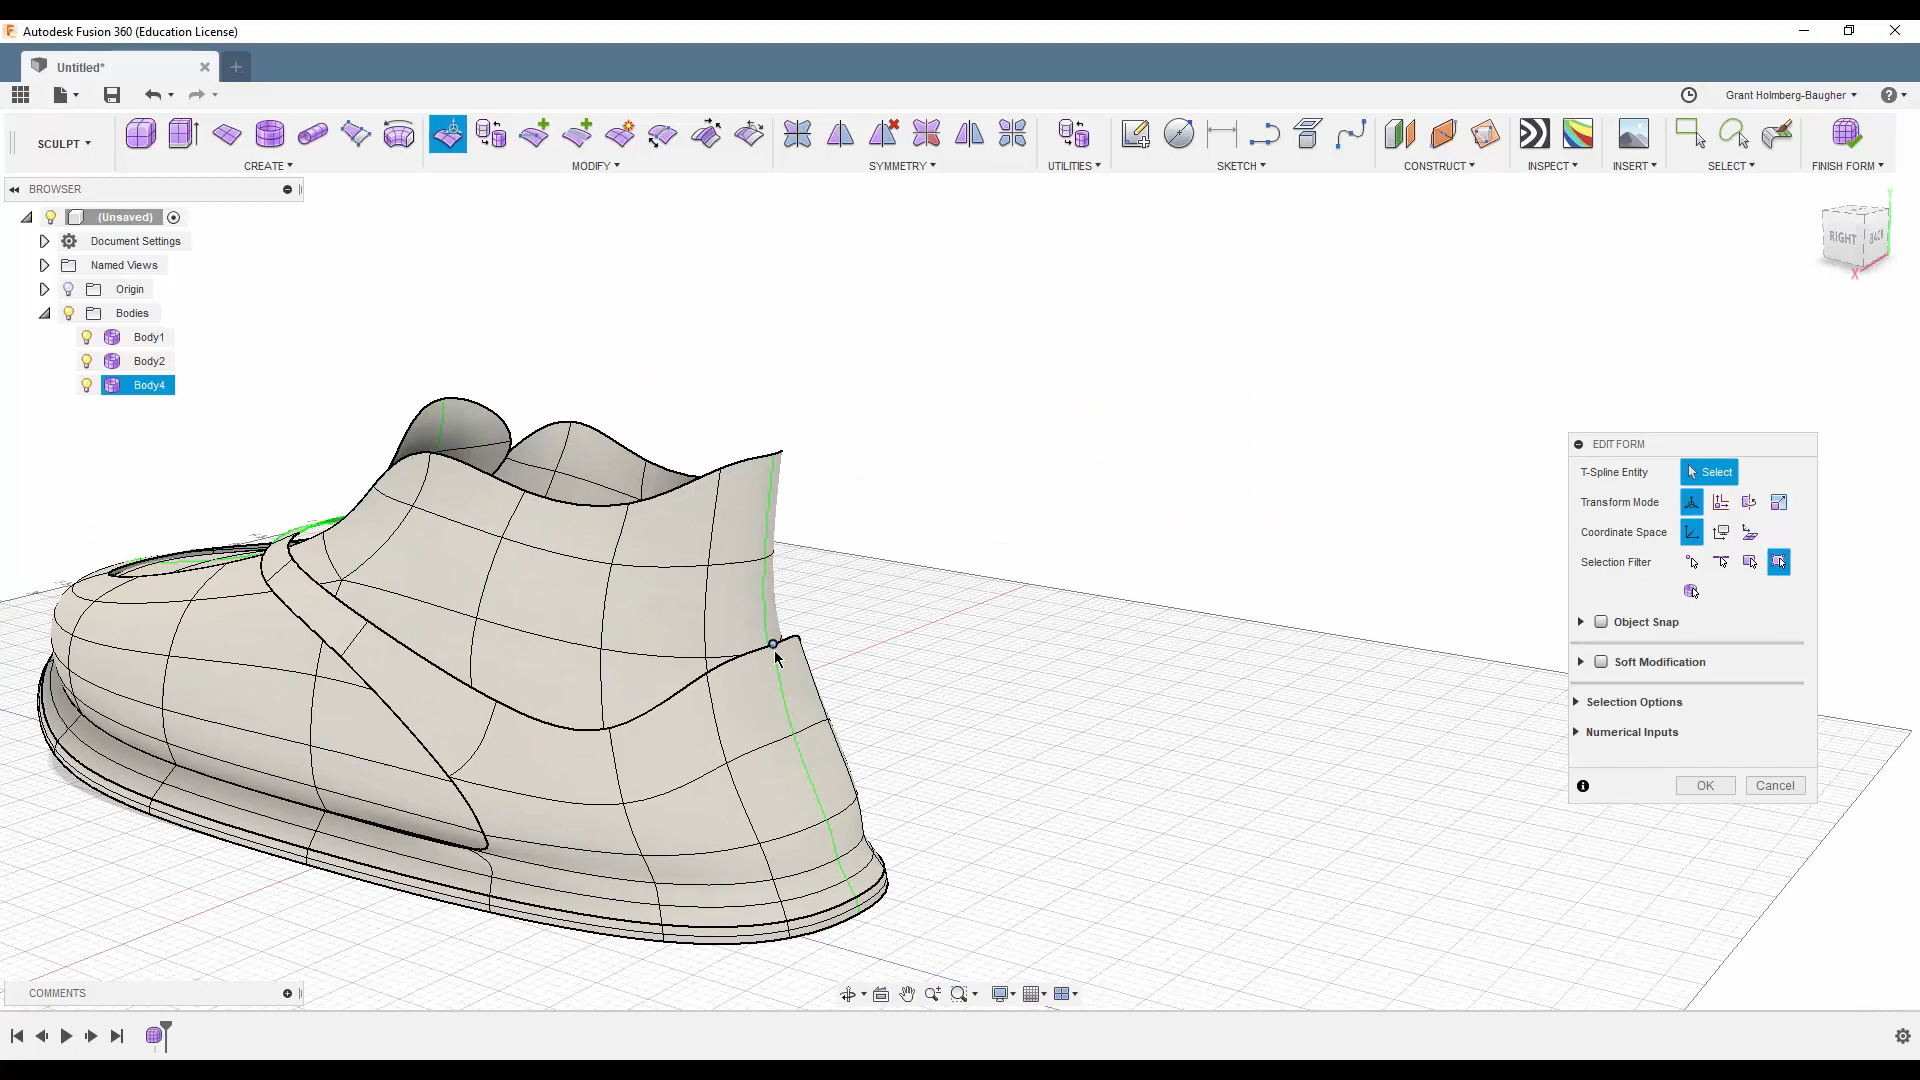 Autodesk Fusion 360 (Education License)
Untitled*
Grant Holmberg-Baugher
SCULPT
CREATE
MODIFY
SYMMETRY
UTILITIES
SKETCH
CONSTRUCT
INSPECT
INSERT
SELECT
FINISH FORM
BROWSER
(Unsaved)
Document Settings
Named Views
Origin
Bodies
Body1
Body2
Body4
RIGHT
BACK
X
EDIT FORM
T-Spline Entity Select
Transform Mode
Coordinate Space
Selection Filter
Object Snap
Soft Modification
Selection Options
Numerical Inputs
OK Cancel
COMMENTS